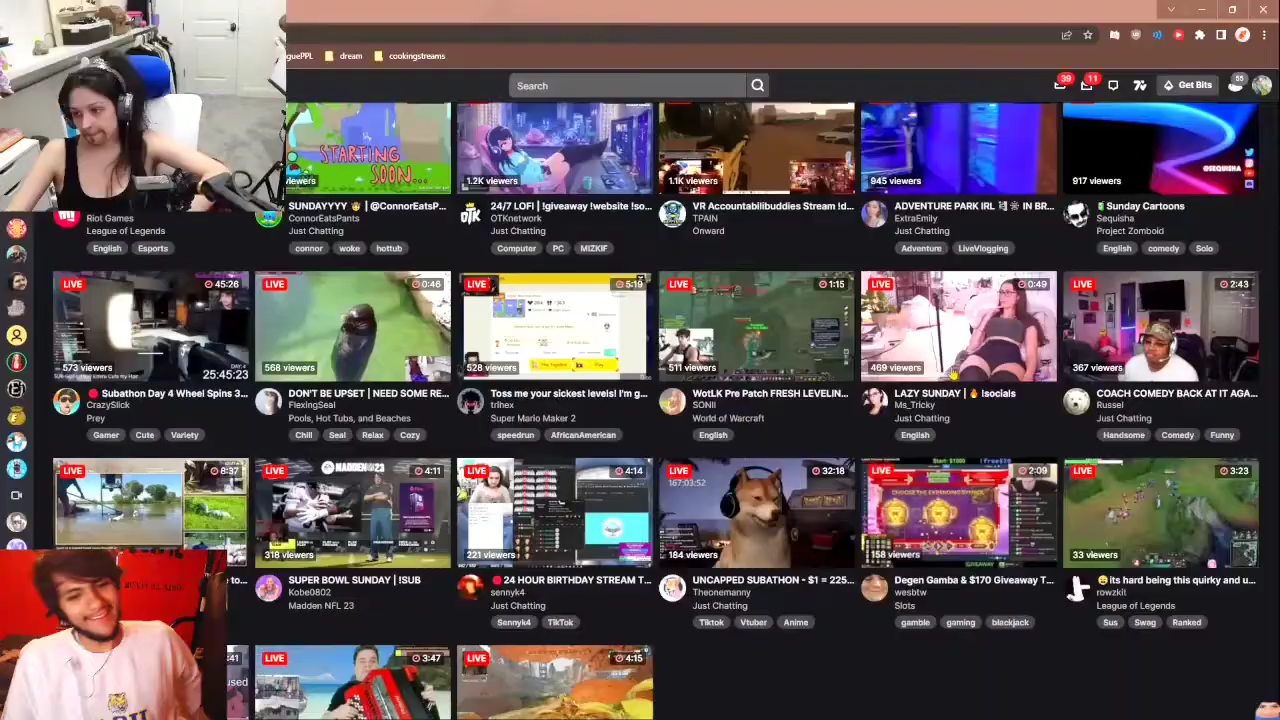 guePPL dream cookingstreams
Search
39 11 Get Bits 55
STARTING
SOON...
viewers
1.2K viewers
1.1K viewers
945 viewers
917 viewers
@SEQUISHA
Riot Games
League of Legends
English Esports
SUNDAYYYY | @ConnorEatsP...
ConnorEatsPants
Just Chatting
connor woke hottub
OTK
24/7 LOFI | !giveaway !website !so...
OTKnetwork
Just Chatting
Computer PC MIZKIF
VR Accountabilibuddies Stream !d...
TPAIN
Onward
ADVENTURE PARK IRL IN BR...
ExtraEmily
Just Chatting
Adventure LiveVlogging
Sunday Cartoons
Sequisha
Project Zomboid
English comedy Solo
LIVE 45:26
573 viewers
25:45:23
Subathon Day 4 Wheel Spins 3...
CrazySlick
Prey
Gamer Cute Variety
LIVE 0:46
568 viewers
DON'T BE UPSET | NEED SOME RE...
FlexingSeal
Pools, Hot Tubs, and Beaches
Chill Seal Relax Cozy
LIVE 5:19
528 viewers
Toss me your sickest levels! I'm g...
trihex
Super Mario Maker 2
speedrun AfricanAmerican
LIVE 1:15
511 viewers
WotLK Pre Patch FRESH LEVELIN...
SONII
World of Warcraft
English
LIVE 0:49
469 viewers
LAZY SUNDAY | !socials
Ms_Tricky
Just Chatting
English
LIVE 2:43
367 viewers
COACH COMEDY BACK AT IT AGA...
Russel
Just Chatting
Handsome Comedy Funny
LIVE 8:37
to...
LIVE 4:11
MADDEN 23
318 viewers
SUPER BOWL SUNDAY | !SUB
Kobe0802
Madden NFL 23
LIVE 4:14
221 viewers
24 HOUR BIRTHDAY STREAM T...
sennyk4
Just Chatting
Sennyk4 TikTok
LIVE 32:18
167:03:52
184 viewers
UNCAPPED SUBATHON - $1 = 225...
Theonemanny
Just Chatting
Tiktok Vtuber Anime
LIVE 2:09
CHOOSE THE EXPANDING SYMBOL
158 viewers
Degen Gamba & $170 Giveaway T...
wesbtw
Slots
gamble gaming blackjack
LIVE 3:23
33 viewers
its hard being this quirky and u...
rowzkit
League of Legends
Sus Swag Ranked
:41
used
LIVE 3:47
LIVE 4:15